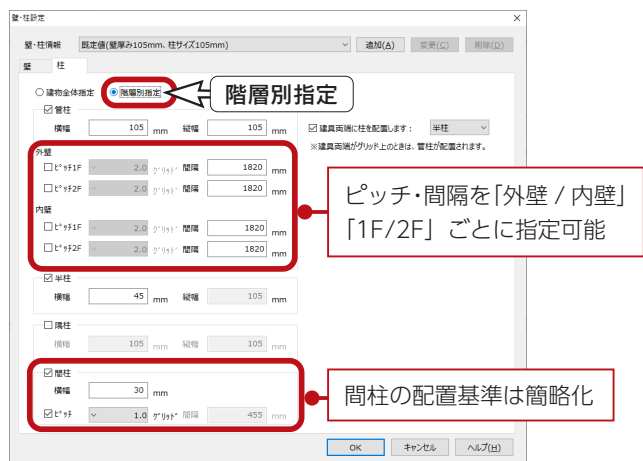 壁・柱設定
壁・柱情報 既定値(壁厚み105mm、柱サイズ105mm) 追加(A) 変更(C) 削除(D)
壁 柱
建物全体指定 階層別指定 階層別指定
管柱
横幅 105 mm 縦幅 105 mm 建具両端に柱を配置します： 半柱
※建具両端がグリッド上のときは、管柱が配置されます。
外壁
ピッチ1F 2.0 グリッド 間隔 1820 mm
ピッチ2F 2.0 グリッド 間隔 1820 mm
内壁
ピッチ1F 2.0 グリッド 間隔 1820 mm
ピッチ2F 2.0 グリッド 間隔 1820 mm
ピッチ・間隔を「外壁 / 内壁」
「1F/2F」ごとに指定可能
半柱
横幅 45 mm 縦幅 105 mm
隅柱
横幅 105 mm 縦幅 105 mm
間柱
横幅 30 mm
ピッチ 1.0 グリッド 間隔 455 mm
間柱の配置基準は簡略化
OK キャンセル ヘルプ(H)